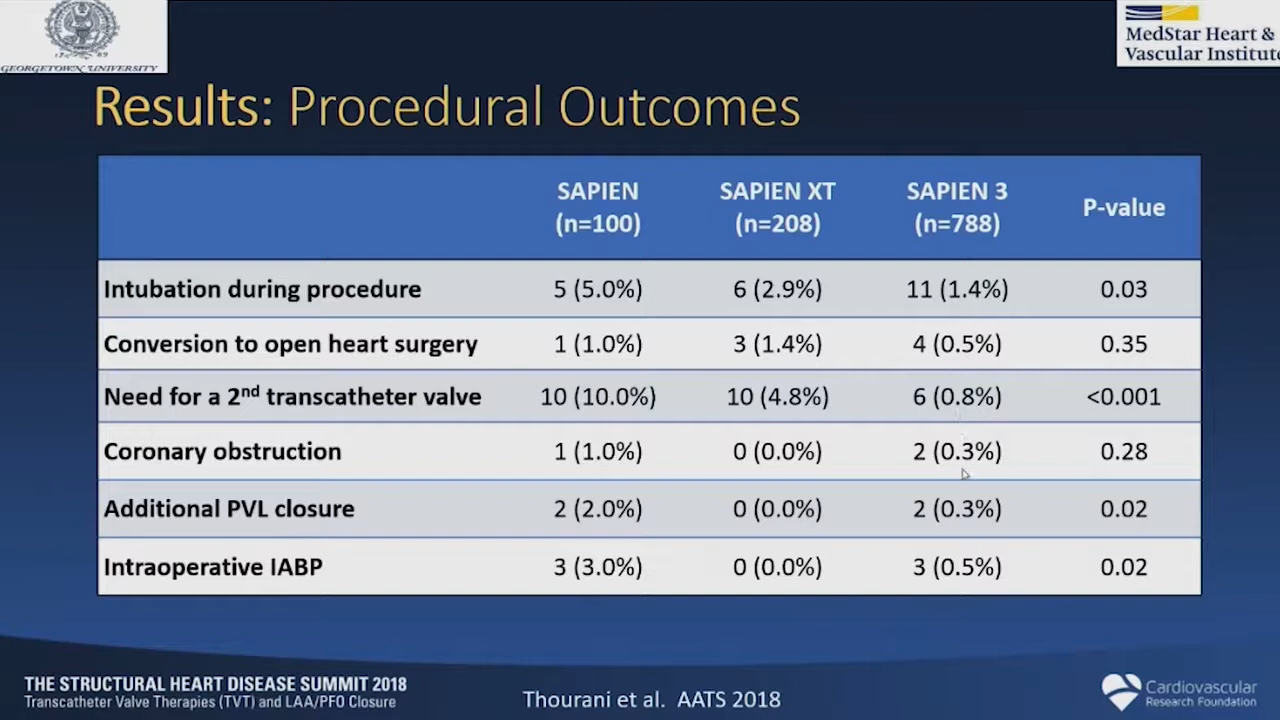 GEORGETOWN UNIVERSITY
MedStar Heart &
Vascular Institute
Results: Procedural Outcomes
SAPIEN (n=100) SAPIEN XT (n=208) SAPIEN 3 (n=788) P-value
Intubation during procedure 5 (5.0%) 6 (2.9%) 11 (1.4%) 0.03
Conversion to open heart surgery 1 (1.0%) 3 (1.4%) 4 (0.5%) 0.35
Need for a 2nd transcatheter valve 10 (10.0%) 10 (4.8%) 6 (0.8%) <0.001
Coronary obstruction 1 (1.0%) 0 (0.0%) 2 (0.3%) 0.28
Additional PVL closure 2 (2.0%) 0 (0.0%) 2 (0.3%) 0.02
Intraoperative IABP 3 (3.0%) 0 (0.0%) 3 (0.5%) 0.02
THE STRUCTURAL HEART DISEASE SUMMIT 2018
Transcatheter Valve Therapies (TVT) and LAA/PFO Closure
Thourani et al. AATS 2018
Cardiovascular
Research Foundation